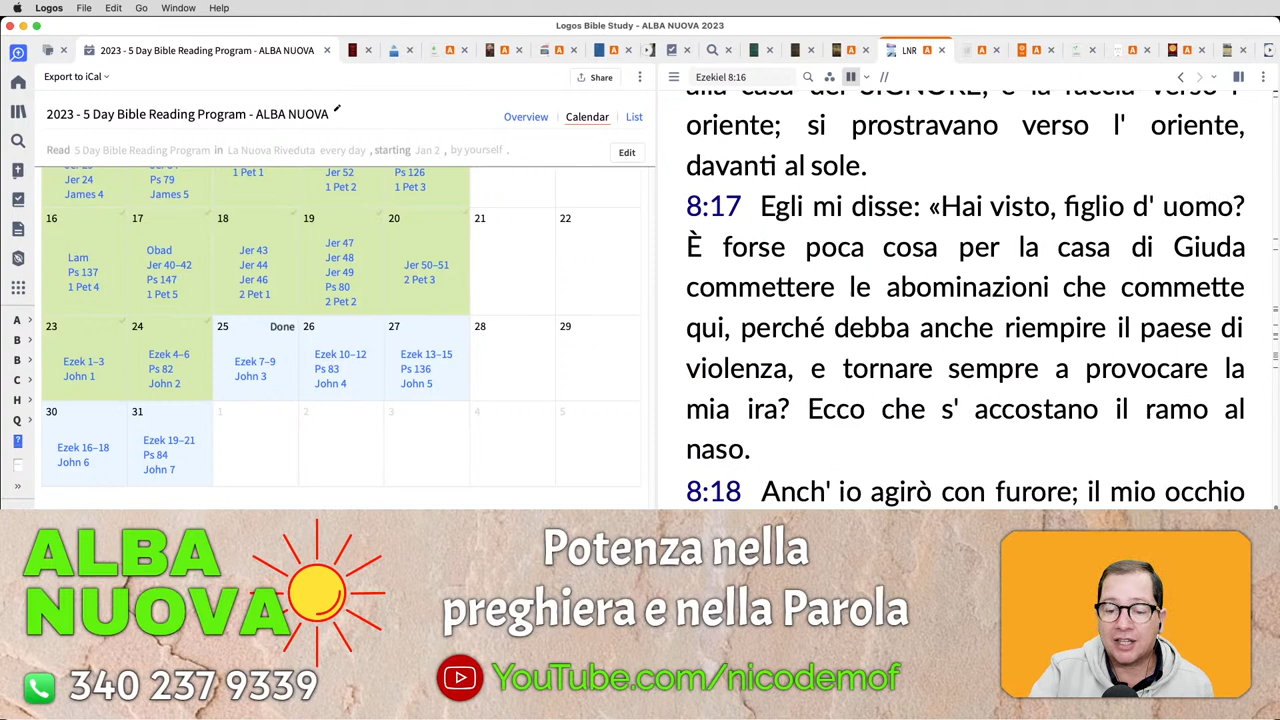 Logos File Edit Go Window Help
Logos Bible Study - ALBA NUOVA 2023
2023 - 5 Day Bible Reading Program - ALBA NUOVA
LNR
Export to iCal
Share
2023 - 5 Day Bible Reading Program - ALBA NUOVA
Overview Calendar List
Read 5 Day Bible Reading Program in La Nuova Riveduta every day , starting Jan 2 , by yourself .
Edit
Jer 24
James 4
Ps 79
James 5
1 Pet 1
Jer 52
1 Pet 2
Ps 126
1 Pet 3
16 17 18 19 20 21 22
Lam
Ps 137
1 Pet 4
Obad
Jer 40–42
Ps 147
1 Pet 5
Jer 43
Jer 44
Jer 46
2 Pet 1
Jer 47
Jer 48
Jer 49
Ps 80
2 Pet 2
Jer 50–51
2 Pet 3
23 24 25 Done 26 27 28 29
Ezek 1–3
John 1
Ezek 4–6
Ps 82
John 2
Ezek 7–9
John 3
Ezek 10–12
Ps 83
John 4
Ezek 13–15
Ps 136
John 5
30 31 1 2 3 4 5
Ezek 16–18
John 6
Ezek 19–21
Ps 84
John 7
A
B
B
C
H
Q
?
Ezekiel 8:16
alla casa del SIGNORE, e la faccia verso l'
oriente; si prostravano verso l' oriente,
davanti al sole.
8:17 Egli mi disse: «Hai visto, figlio d' uomo?
È forse poca cosa per la casa di Giuda
commettere le abominazioni che commette
qui, perché debba anche riempire il paese di
violenza, e tornare sempre a provocare la
mia ira? Ecco che s' accostano il ramo al
naso.
8:18 Anch' io agirò con furore; il mio occhio
ALBA
NUOVA
340 237 9339
Potenza nella
preghiera e nella Parola
YouTube.com/nicodemof